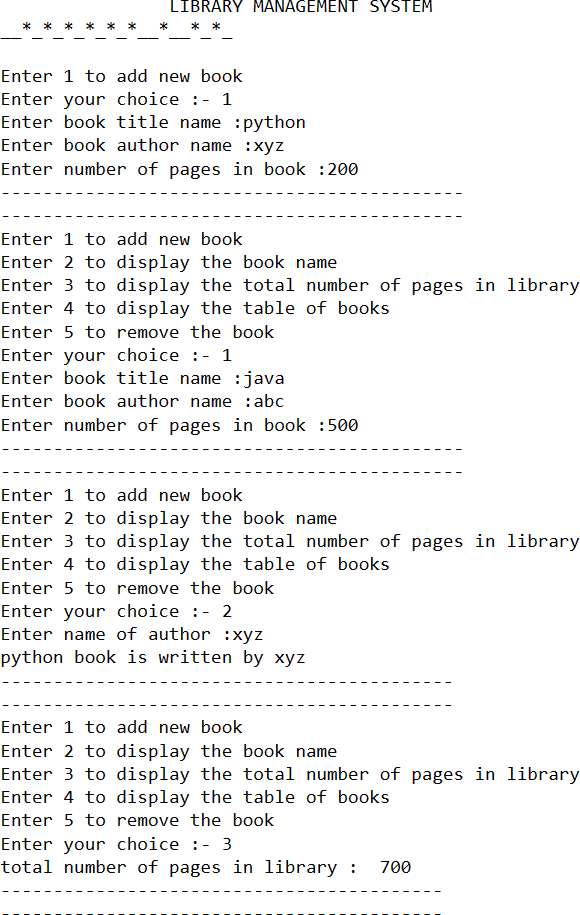 LIBRARY MANAGEMENT SYSTEM
__*_*_*_*_*_*__*__*_*_
Enter 1 to add new book
Enter your choice :- 1
Enter book title name :python
Enter book author name :xyz
Enter number of pages in book :200
--------------------------------------------
--------------------------------------------
Enter 1 to add new book
Enter 2 to display the book name
Enter 3 to display the total number of pages in library
Enter 4 to display the table of books
Enter 5 to remove the book
Enter your choice :- 1
Enter book title name :java
Enter book author name :abc
Enter number of pages in book :500
--------------------------------------------
--------------------------------------------
Enter 1 to add new book
Enter 2 to display the book name
Enter 3 to display the total number of pages in library
Enter 4 to display the table of books
Enter 5 to remove the book
Enter your choice :- 2
Enter name of author :xyz
python book is written by xyz
-------------------------------------------
-------------------------------------------
Enter 1 to add new book
Enter 2 to display the book name
Enter 3 to display the total number of pages in library
Enter 4 to display the table of books
Enter 5 to remove the book
Enter your choice :- 3
total number of pages in library :  700
------------------------------------------
------------------------------------------